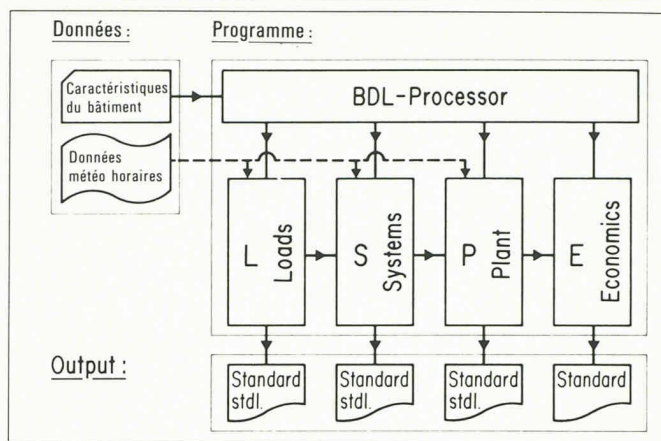 Données :
Programme :
Caractéristiques
du bâtiment
BDL-Processor
Données
météo horaires
L
Loads
S
Systems
P
Plant
E
Economics
Output :
Standard
stdl.
Standard
stdl.
Standard
stdl.
Standard